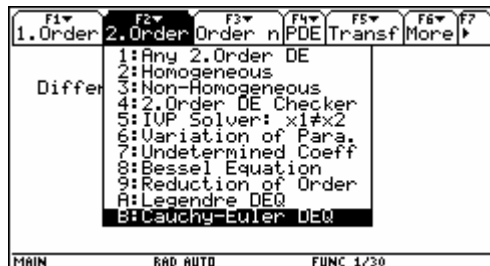 F1▾ F2▾ F3▾ F4▾ F5▾ F6▾ F7
1.Order 2.Order Order n PDE Transf More ▸
1:Any 2.Order DE
2:Homogeneous
Differ 3:Non-Homogeneous
4:2.Order DE Checker
5:IVP Solver: x1≠x2
6:Variation of Para.
7:Undetermined Coeff
8:Bessel Equation
9:Reduction of Order
A:Legendre DEQ
B:Cauchy-Euler DEQ
MAIN RAD AUTO FUNC 1/30